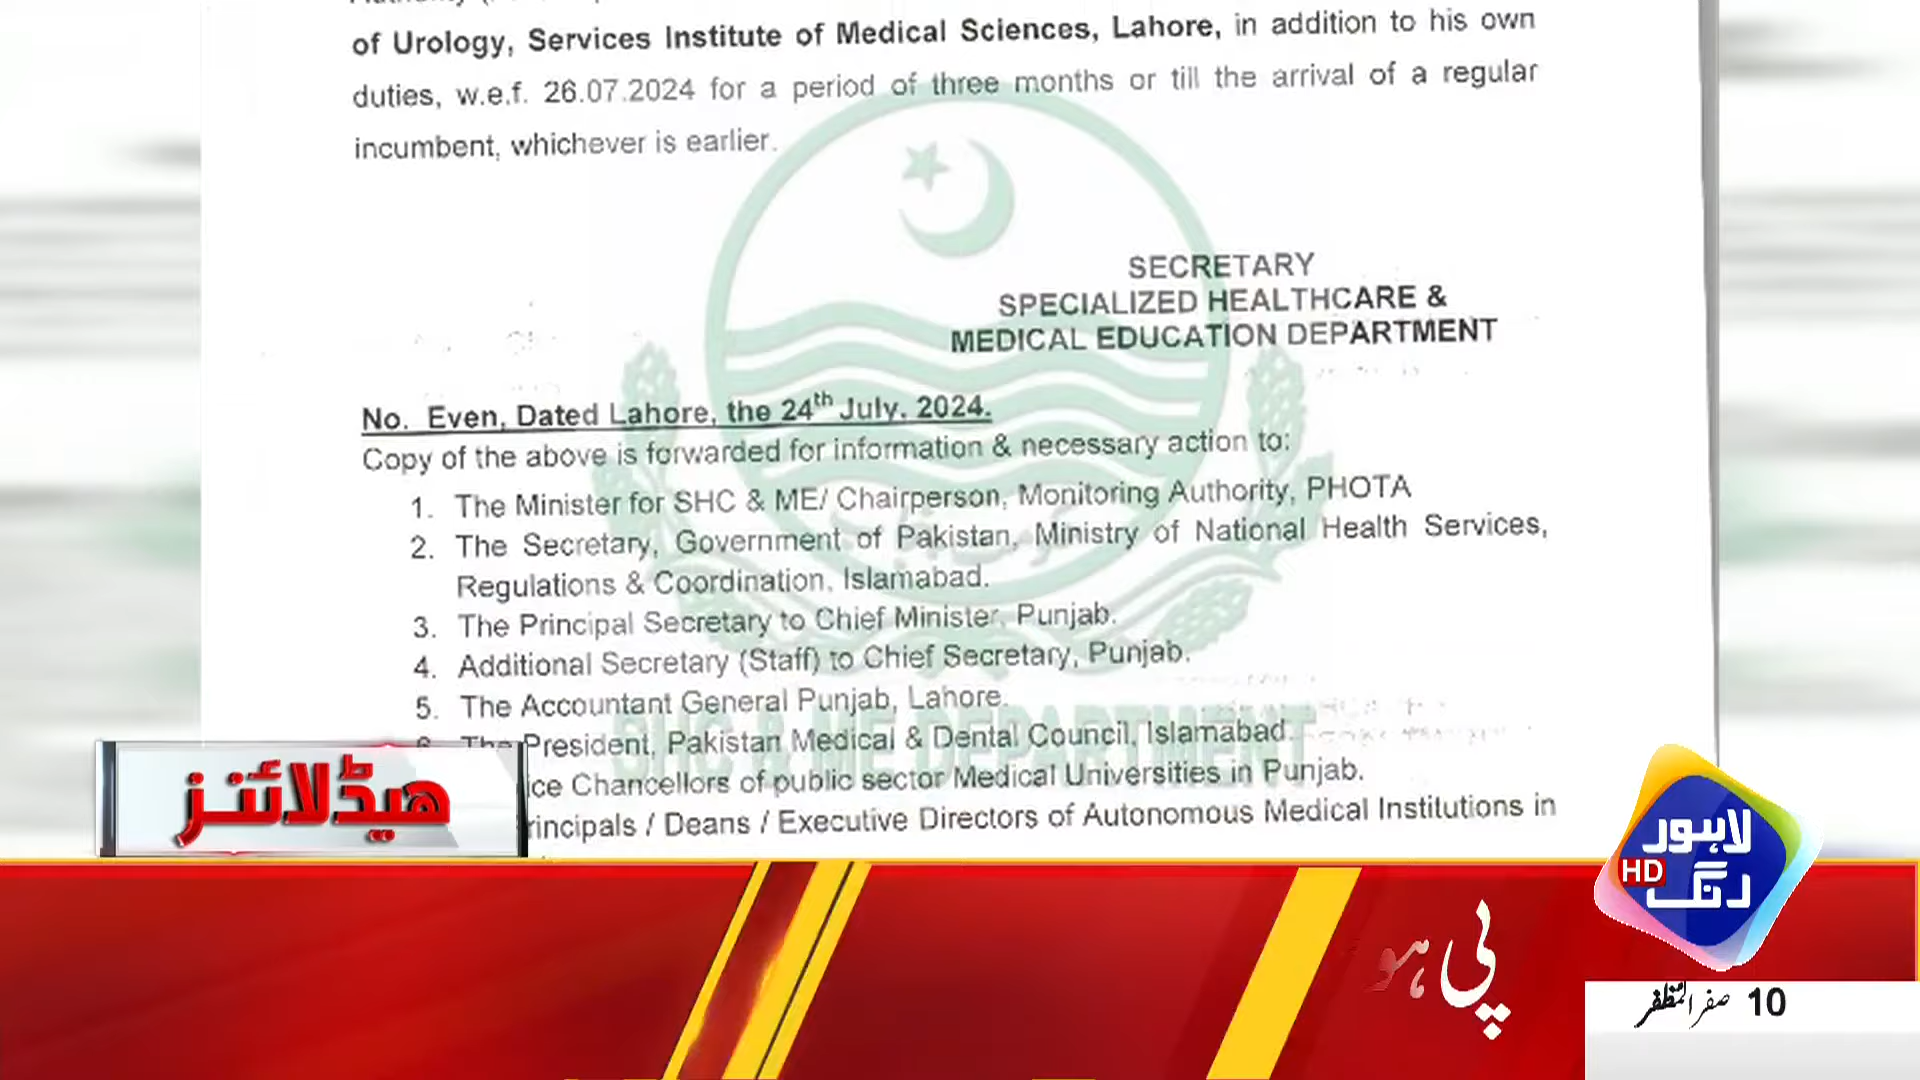 of Urology, Services Institute of Medical Sciences, Lahore, in addition to his own
duties, w.e.f. 26.07.2024 for a period of three months or till the arrival of a regular
incumbent, whichever is earlier.
SECRETARY
SPECIALIZED HEALTHCARE &
MEDICAL EDUCATION DEPARTMENT
No. Even, Dated Lahore, the 24th July, 2024.
Copy of the above is forwarded for information & necessary action to:
1. The Minister for SHC & ME/ Chairperson, Monitoring Authority, PHOTA
2. The Secretary, Government of Pakistan, Ministry of National Health Services,
Regulations & Coordination, Islamabad.
3. The Principal Secretary to Chief Minister, Punjab.
4. Additional Secretary (Staff) to Chief Secretary, Punjab.
5. The Accountant General Punjab, Lahore.
The President, Pakistan Medical & Dental Council, Islamabad.
ice Chancellors of public sector Medical Universities in Punjab.
rincipals / Deans / Executive Directors of Autonomous Medical Institutions in
SHC & ME DEPARTMENT
ہیڈلائنز
لاہور
رنگ
HD
پی ہو
10 صفر المظفر